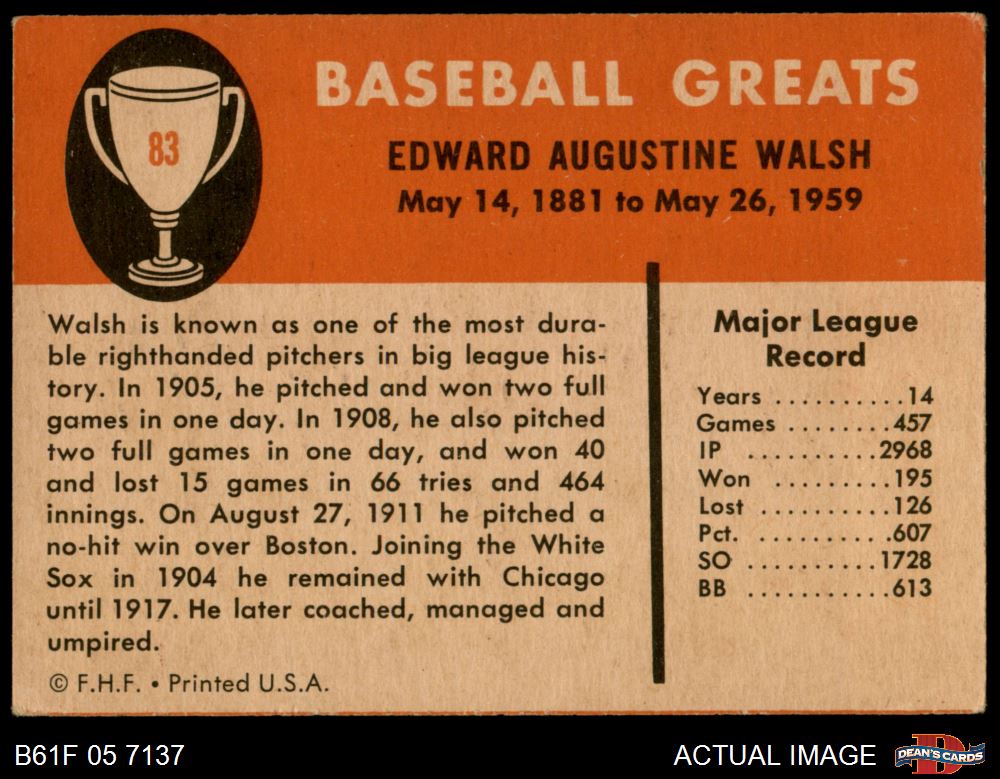 83
BASEBALL GREATS
EDWARD AUGUSTINE WALSH
May 14, 1881 to May 26, 1959
Walsh is known as one of the most dura-
ble righthanded pitchers in big league his-
tory. In 1905, he pitched and won two full
games in one day. In 1908, he also pitched
two full games in one day, and won 40
and lost 15 games in 66 tries and 464
innings. On August 27, 1911 he pitched a
no-hit win over Boston. Joining the White
Sox in 1904 he remained with Chicago
until 1917. He later coached, managed and
umpired.
© F.H.F. • Printed U.S.A.
Major League
Record
Years ..........14
Games ........457
IP ..........2968
Won .........195
Lost .........126
Pct. ..........607
SO ..........1728
BB ...........613
B61F 05 7137
ACTUAL IMAGE
DEAN'S CARDS